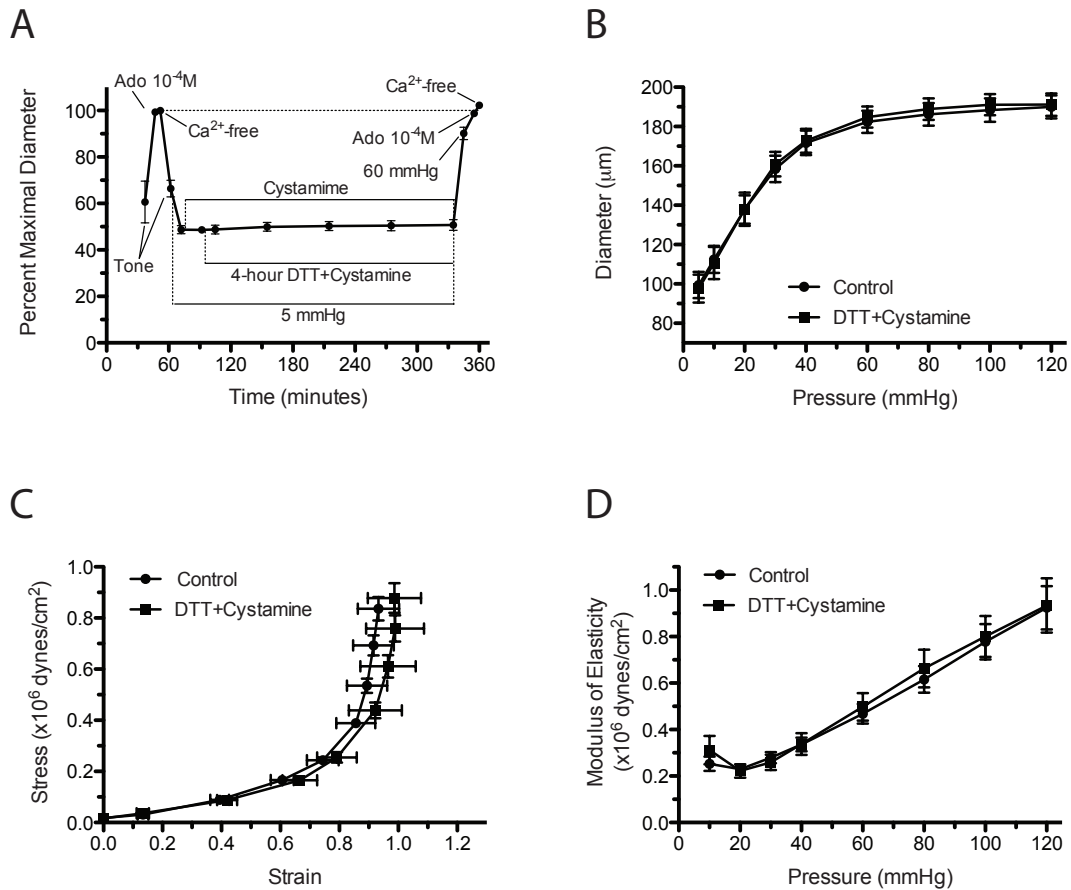 A
Percent Maximal Diameter
120
100
80
60
40
20
0
Ado 10⁻⁴M
Ca²⁺-free
Tone
Cystamime
4-hour DTT+Cystamine
5 mmHg
60 mmHg
Ado 10⁻⁴M
Ca²⁺-free
0 60 120 180 240 300 360
Time (minutes)
B
Diameter (μm)
200
180
160
140
120
100
80
Control
DTT+Cystamine
0 20 40 60 80 100 120
Pressure (mmHg)
C
Stress (x10⁶ dynes/cm²)
1.0
0.8
0.6
0.4
0.2
0.0
Control
DTT+Cystamine
0.0 0.2 0.4 0.6 0.8 1.0 1.2
Strain
D
Modulus of Elasticity
(x10⁶ dynes/cm²)
1.0
0.8
0.6
0.4
0.2
0.0
Control
DTT+Cystamine
0 20 40 60 80 100 120
Pressure (mmHg)